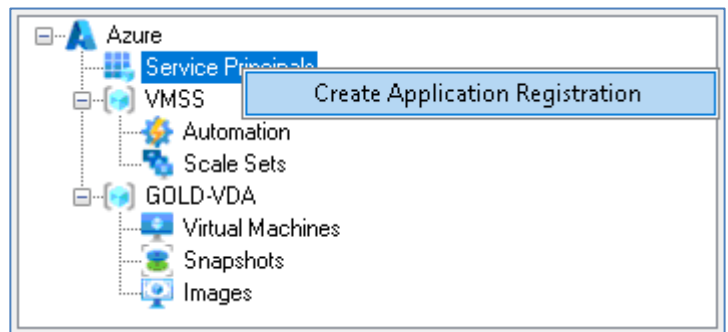 Azure
Service Principals
Create Application Registration
VMSS
Automation
Scale Sets
GOLD-VDA
Virtual Machines
Snapshots
Images